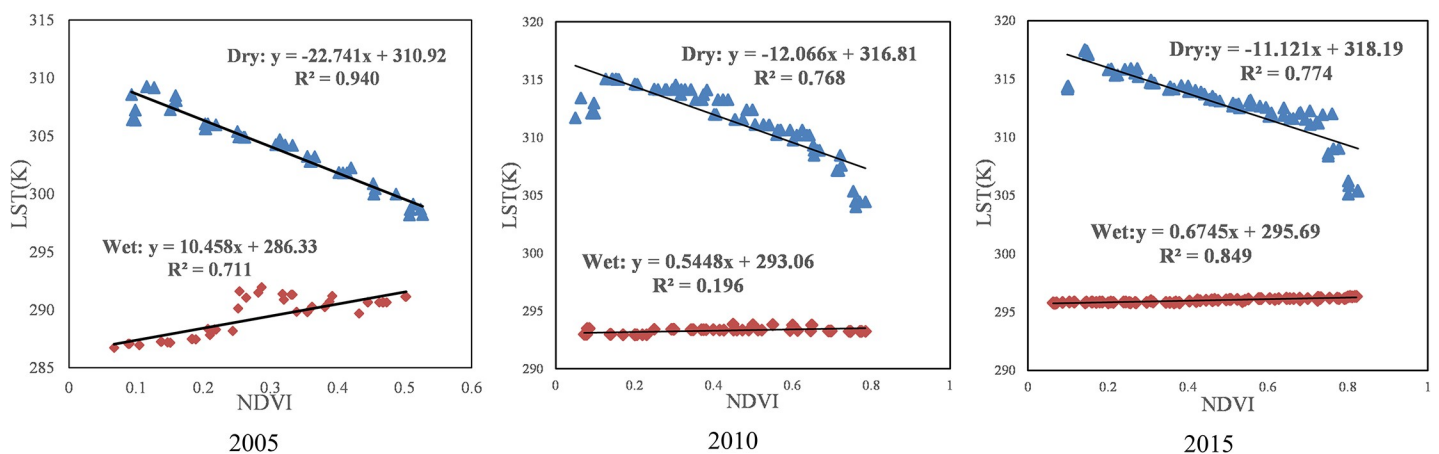 315
310
305
300
295
290
285
LST(K)
Dry: y = -22.741x + 310.92
R² = 0.940
Wet: y = 10.458x + 286.33
R² = 0.711
0 0.1 0.2 0.3 0.4 0.5 0.6
NDVI
2005
320
315
310
305
300
295
290
LST(K)
Dry: y = -12.066x + 316.81
R² = 0.768
Wet: y = 0.5448x + 293.06
R² = 0.196
0 0.2 0.4 0.6 0.8 1
NDVI
2010
320
315
310
305
300
295
290
LST(K)
Dry:y = -11.121x + 318.19
R² = 0.774
Wet:y = 0.6745x + 295.69
R² = 0.849
0 0.2 0.4 0.6 0.8 1
NDVI
2015